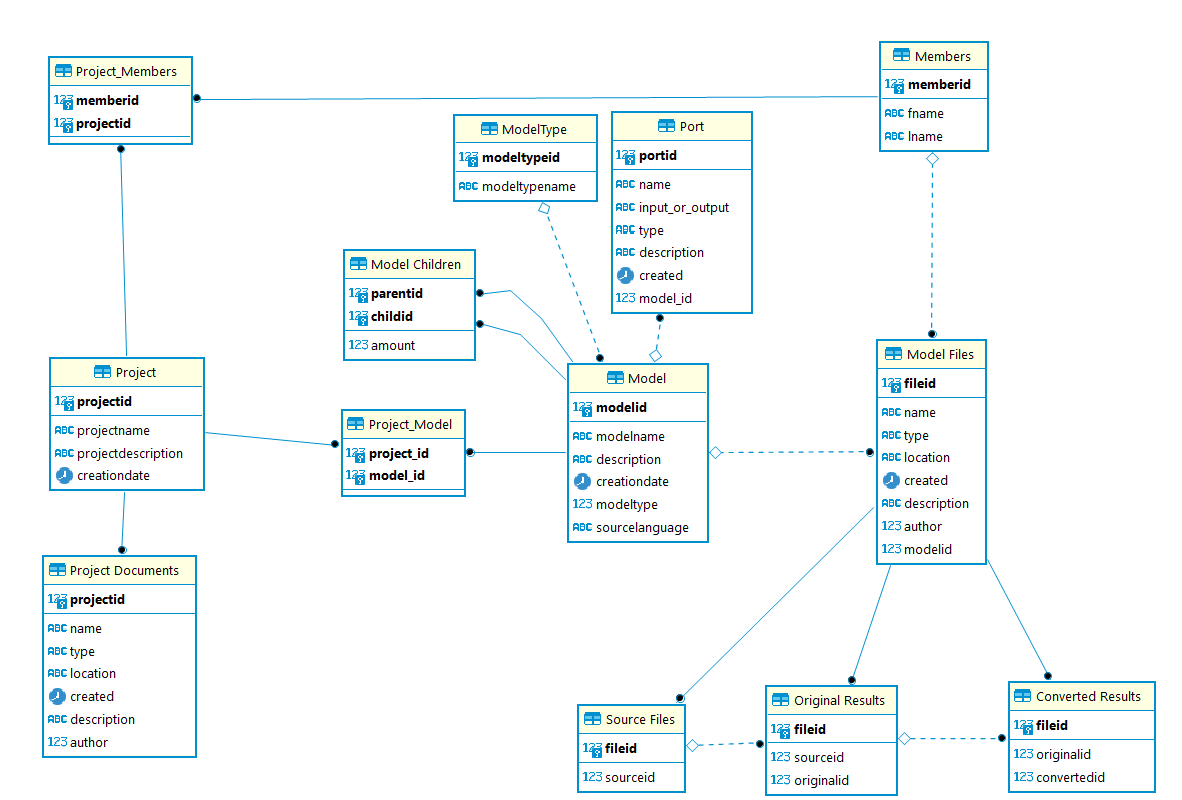 Project_Members
123 memberid
123 projectid
Members
123 memberid
ABC fname
ABC lname
ModelType
123 modeltypeid
ABC modeltypename
Port
123 portid
ABC name
ABC input_or_output
ABC type
ABC description
created
123 model_id
Model Children
123 parentid
123 childid
123 amount
Project
123 projectid
ABC projectname
ABC projectdescription
creationdate
Project_Model
123 project_id
123 model_id
Model
123 modelid
ABC modelname
ABC description
creationdate
123 modeltype
ABC sourcelanguage
Model Files
123 fileid
ABC name
ABC type
ABC location
created
ABC description
123 author
123 modelid
Project Documents
123 projectid
ABC name
ABC type
ABC location
created
ABC description
123 author
Source Files
123 fileid
123 sourceid
Original Results
123 fileid
123 sourceid
123 originalid
Converted Results
123 fileid
123 originalid
123 convertedid